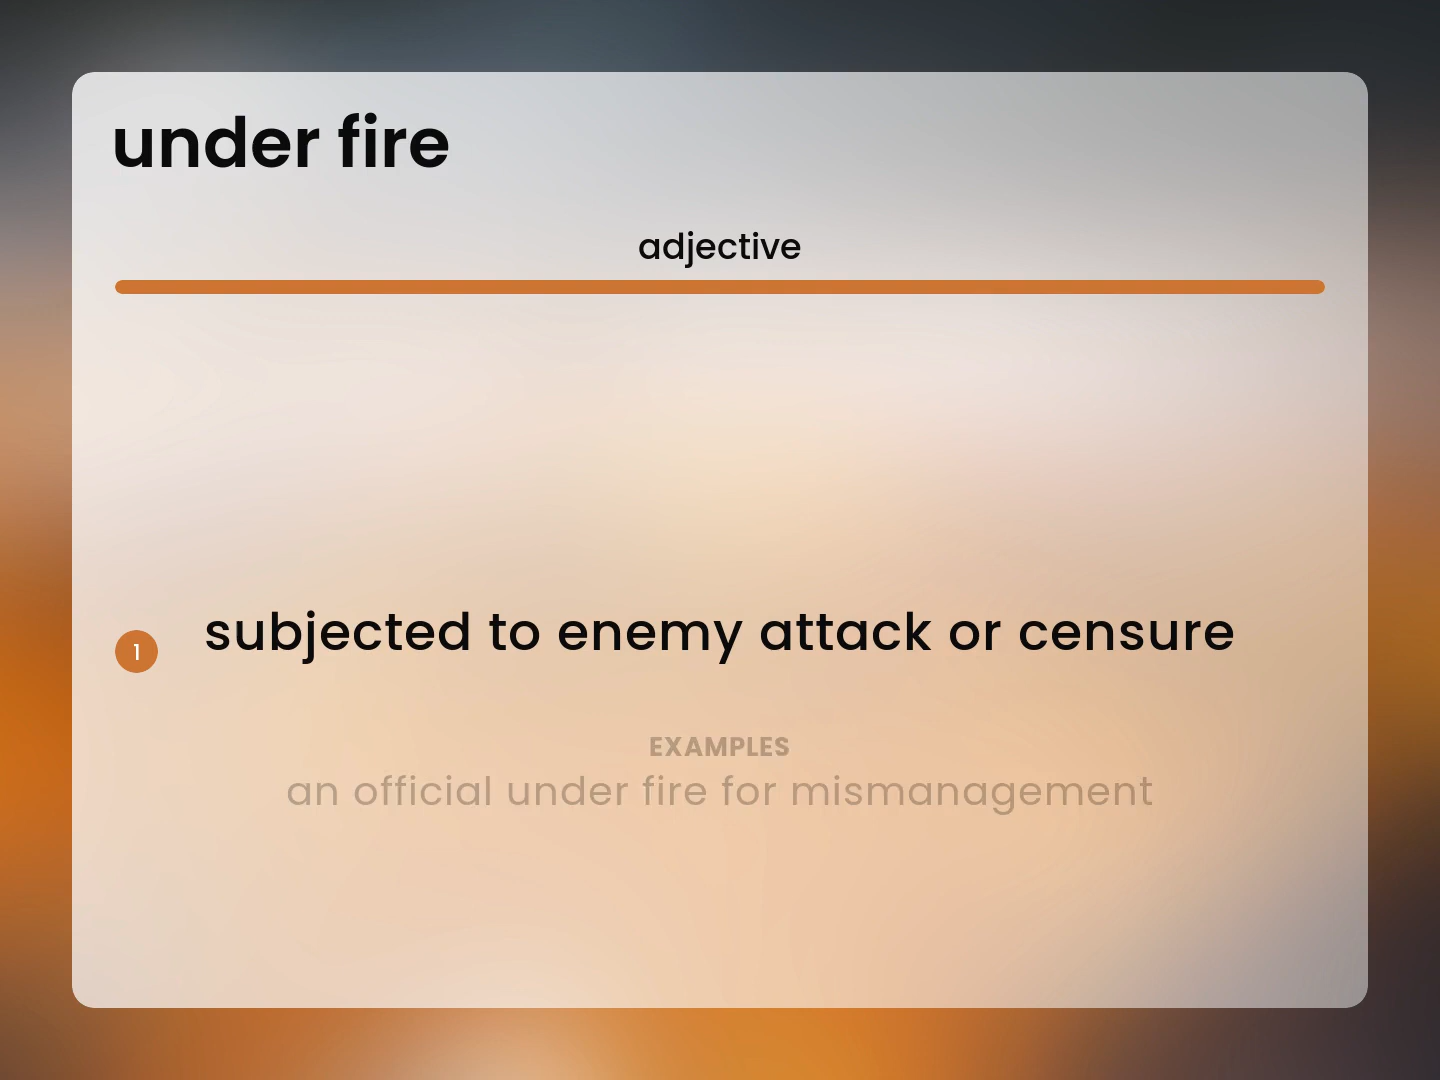 under fire
adjective
1
subjected to enemy attack or censure
EXAMPLES
an official under fire for mismanagement